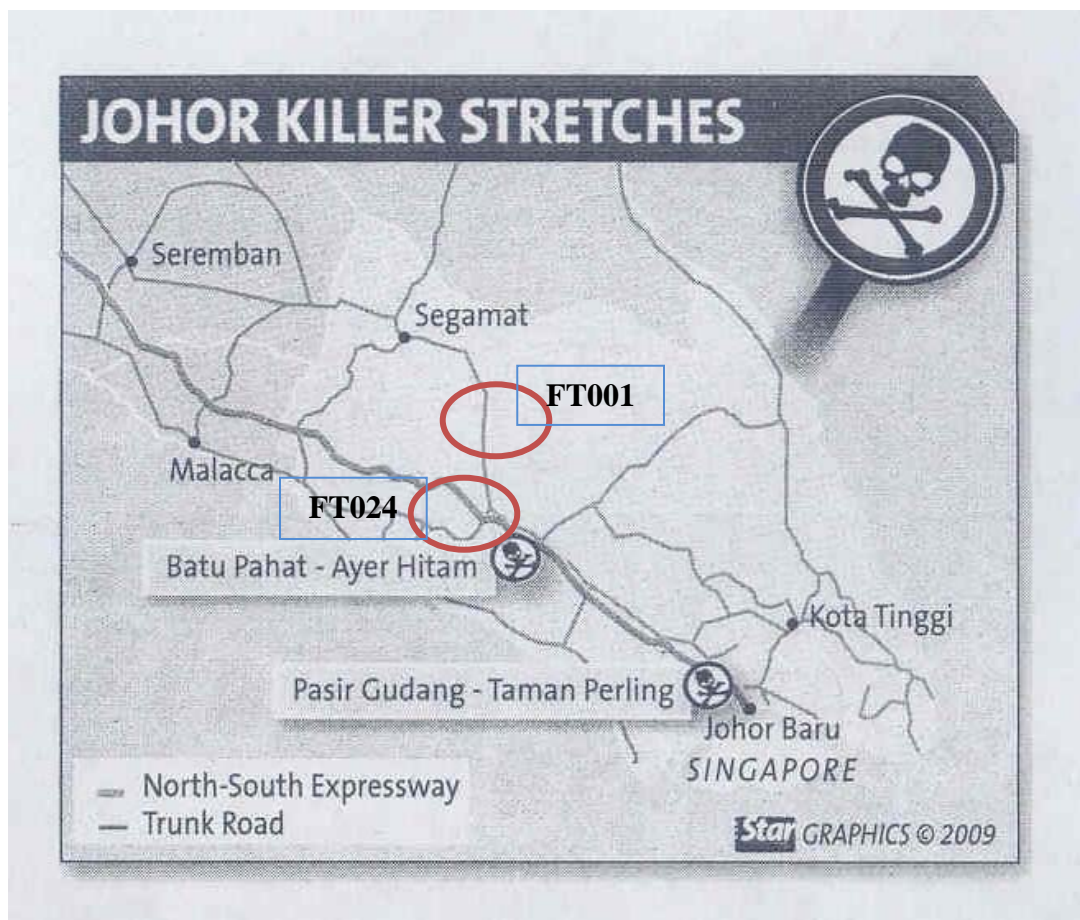 JOHOR KILLER STRETCHES
Seremban
Segamat
FT001
Malacca
FT024
Batu Pahat - Ayer Hitam
Kota Tinggi
Pasir Gudang - Taman Perling
Johor Baru
SINGAPORE
North-South Expressway
Trunk Road
Star GRAPHICS © 2009